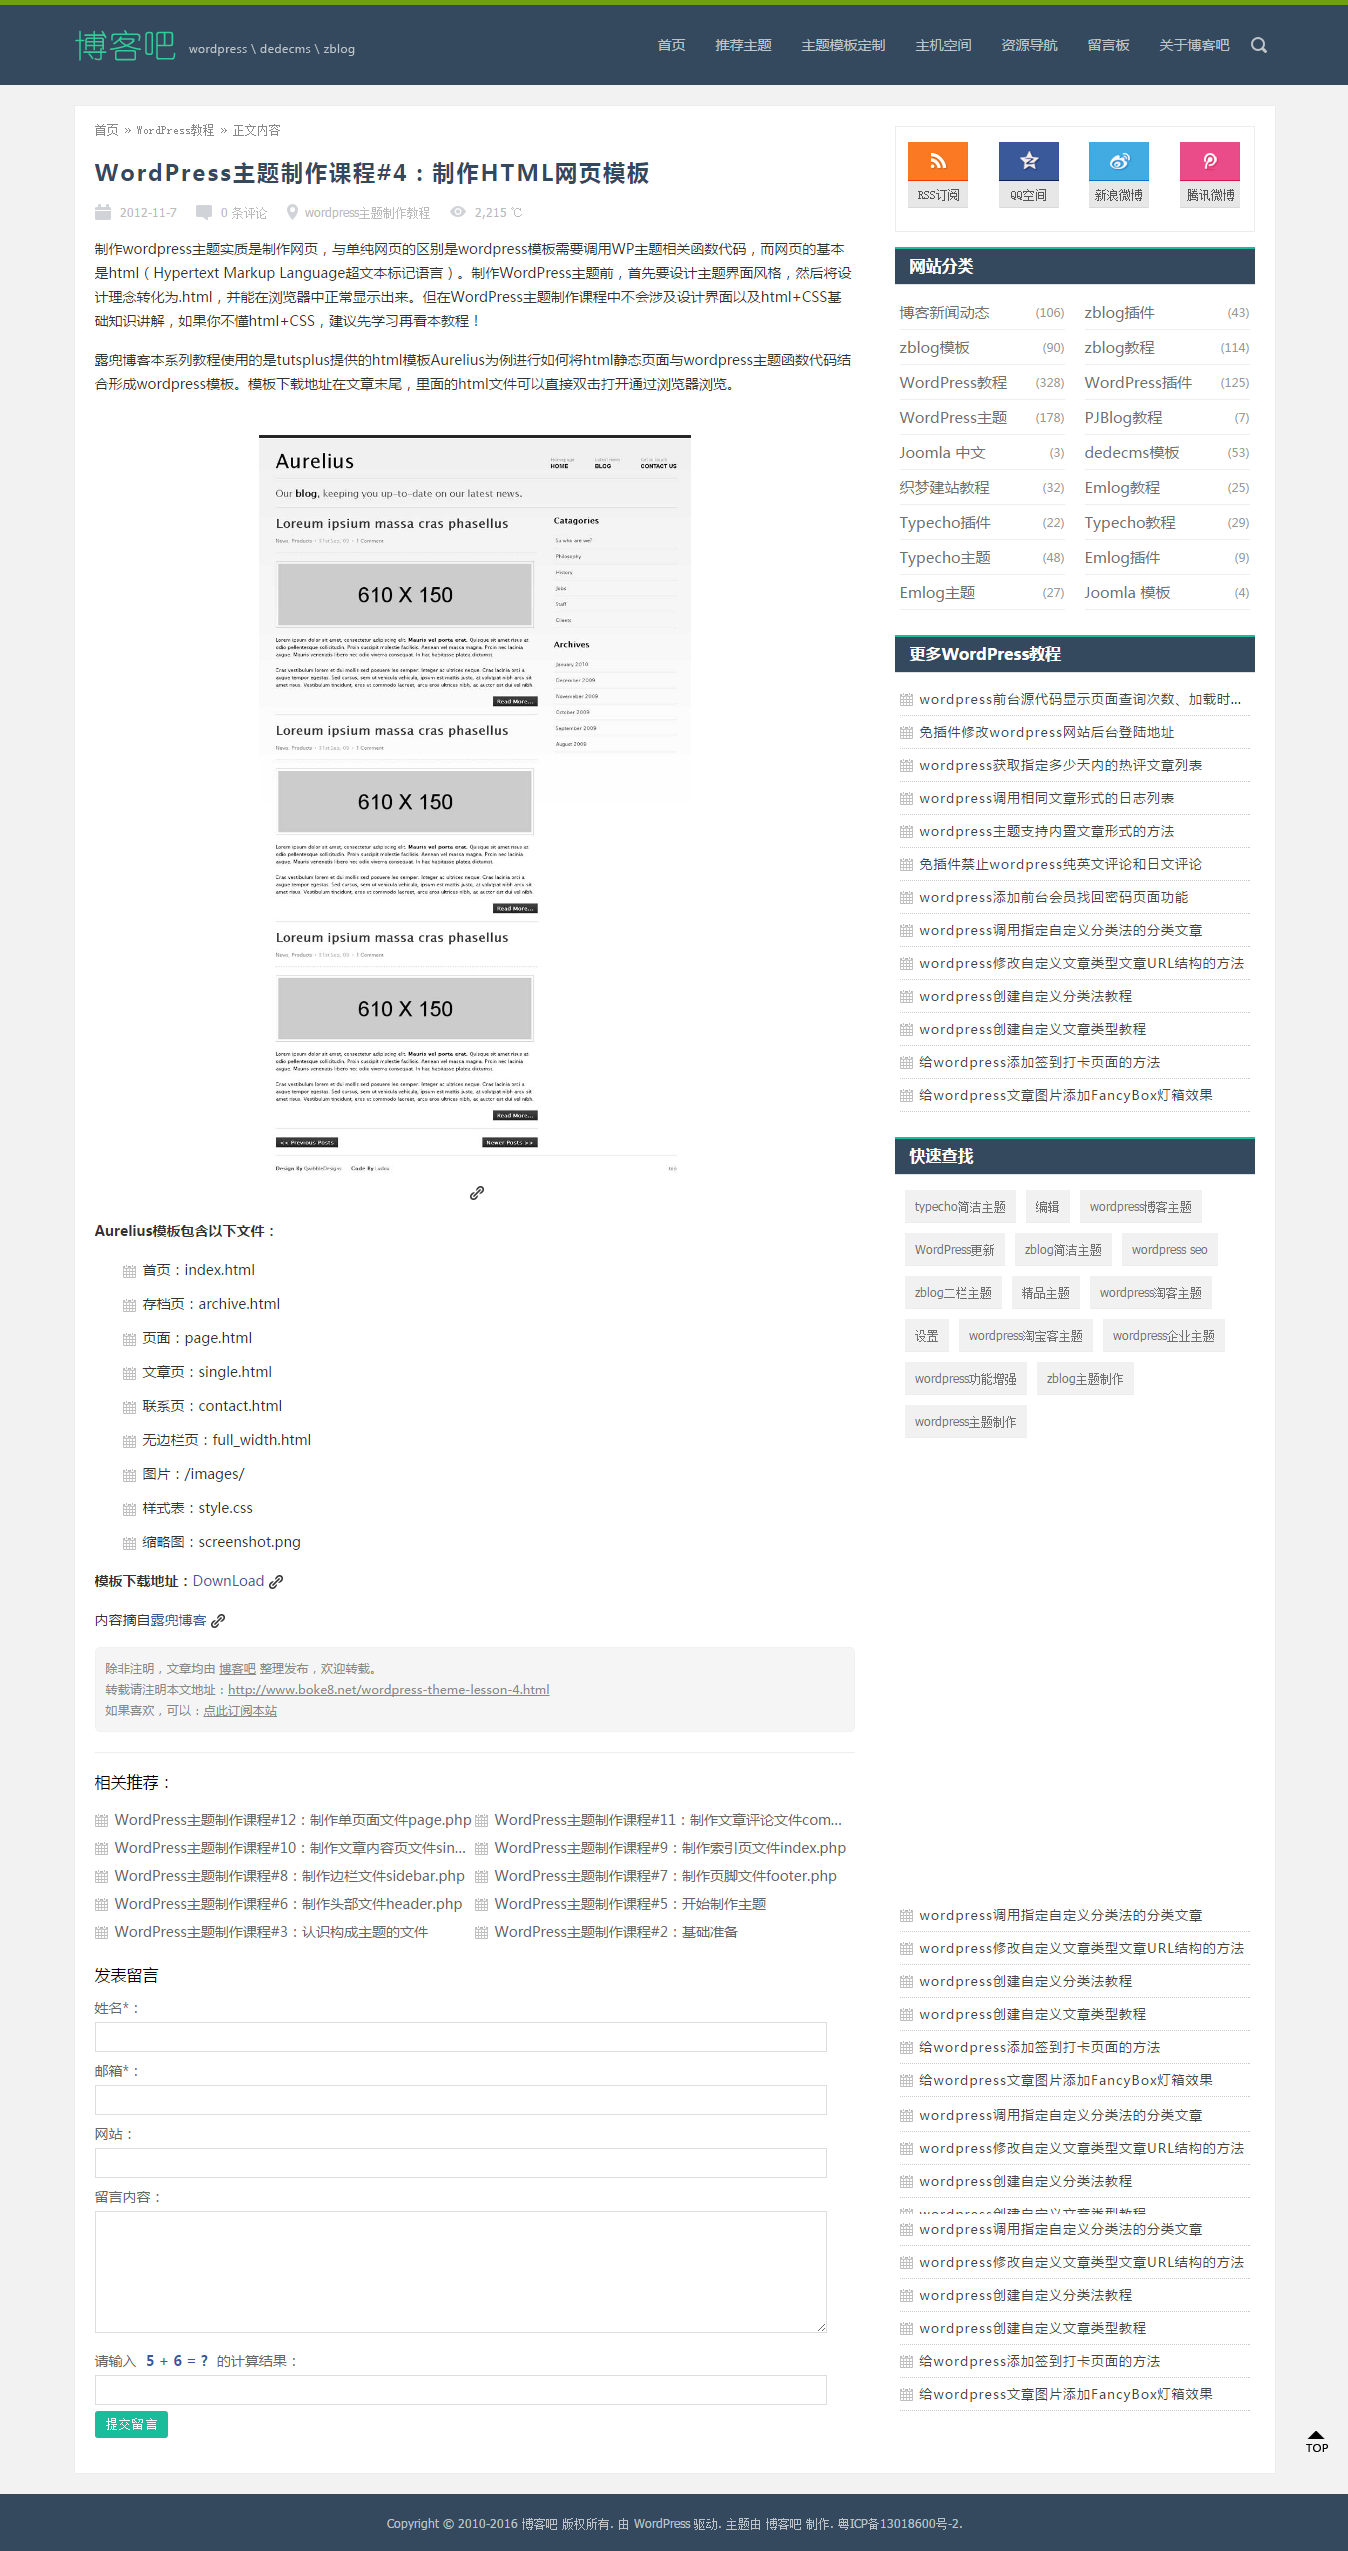 博客吧 wordpress \ dedecms \ zblog
首页 推荐主题 主题模板定制 主机空间 资源导航 留言板 关于博客吧
首页 » WordPress教程 » 正文内容
WordPress主题制作课程#4：制作HTML网页模板
2012-11-7 0 条评论 wordpress主题制作教程 2,215 ℃
制作wordpress主题实质是制作网页，与单纯网页的区别是wordpress模板需要调用WP主题相关函数代码，而网页的基本
是html（Hypertext Markup Language超文本标记语言）。制作WordPress主题前，首先要设计主题界面风格，然后将设
计理念转化为.html，并能在浏览器中正常显示出来。但在WordPress主题制作课程中不会涉及设计界面以及html+CSS基
础知识讲解，如果你不懂html+CSS，建议先学习再看本教程！
露兜博客本系列教程使用的是tutsplus提供的html模板Aurelius为例进行如何将html静态页面与wordpress主题函数代码结
合形成wordpress模板。模板下载地址在文章末尾，里面的html文件可以直接双击打开通过浏览器浏览。
Aurelius
HOME BLOG CONTACT US
Our blog, keeping you up-to-date on our latest news.
Loreum ipsium massa cras phasellus
News, Products 1 Comment
610 X 150
Read More...
Loreum ipsium massa cras phasellus
News, Products 1 Comment
610 X 150
Read More...
Loreum ipsium massa cras phasellus
News, Products 1 Comment
610 X 150
Read More...
<< Previous Posts Newer Posts >>
Catagories
So who are we?
Philosophy
History
Jobs
Staff
Clients
Archives
January 2010
December 2009
Novemeber 2009
October 2009
September 2009
August 2009
Aurelius模板包含以下文件：
首页：index.html
存档页：archive.html
页面：page.html
文章页：single.html
联系页：contact.html
无边栏页：full_width.html
图片：/images/
样式表：style.css
缩略图：screenshot.png
模板下载地址：DownLoad
内容摘自露兜博客
除非注明，文章均由 博客吧 整理发布，欢迎转载。
转载请注明本文地址：http://www.boke8.net/wordpress-theme-lesson-4.html
如果喜欢，可以：点此订阅本站
相关推荐：
WordPress主题制作课程#12：制作单页面文件page.php WordPress主题制作课程#11：制作文章评论文件com...
WordPress主题制作课程#10：制作文章内容页文件sin... WordPress主题制作课程#9：制作索引页文件index.php
WordPress主题制作课程#8：制作边栏文件sidebar.php WordPress主题制作课程#7：制作页脚文件footer.php
WordPress主题制作课程#6：制作头部文件header.php WordPress主题制作课程#5：开始制作主题
WordPress主题制作课程#3：认识构成主题的文件 WordPress主题制作课程#2：基础准备
发表留言
姓名*：
邮箱*：
网站：
留言内容：
请输入 5 + 6 = ? 的计算结果：
提交留言
RSS订阅 QQ空间 新浪微博 腾讯微博
网站分类
博客新闻动态 (106) zblog插件 (43)
zblog模板 (90) zblog教程 (114)
WordPress教程 (328) WordPress插件 (125)
WordPress主题 (178) PJBlog教程 (7)
Joomla 中文 (3) dedecms模板 (53)
织梦建站教程 (32) Emlog教程 (25)
Typecho插件 (22) Typecho教程 (29)
Typecho主题 (48) Emlog插件 (9)
Emlog主题 (27) Joomla 模板 (4)
更多WordPress教程
wordpress前台源代码显示页面查询次数、加载时...
免插件修改wordpress网站后台登陆地址
wordpress获取指定多少天内的热评文章列表
wordpress调用相同文章形式的日志列表
wordpress主题支持内置文章形式的方法
免插件禁止wordpress纯英文评论和日文评论
wordpress添加前台会员找回密码页面功能
wordpress调用指定自定义分类法的分类文章
wordpress修改自定义文章类型文章URL结构的方法
wordpress创建自定义分类法教程
wordpress创建自定义文章类型教程
给wordpress添加签到打卡页面的方法
给wordpress文章图片添加FancyBox灯箱效果
快速查找
typecho简洁主题 编辑 wordpress博客主题
WordPress更新 zblog简洁主题 wordpress seo
zblog二栏主题 精品主题 wordpress淘客主题
设置 wordpress淘宝客主题 wordpress企业主题
wordpress功能增强 zblog主题制作
wordpress主题制作
wordpress调用指定自定义分类法的分类文章
wordpress修改自定义文章类型文章URL结构的方法
wordpress创建自定义分类法教程
wordpress创建自定义文章类型教程
给wordpress添加签到打卡页面的方法
给wordpress文章图片添加FancyBox灯箱效果
wordpress调用指定自定义分类法的分类文章
wordpress修改自定义文章类型文章URL结构的方法
wordpress创建自定义分类法教程
wordpress创建自定义文章类型教程
wordpress调用指定自定义分类法的分类文章
wordpress修改自定义文章类型文章URL结构的方法
wordpress创建自定义分类法教程
wordpress创建自定义文章类型教程
给wordpress添加签到打卡页面的方法
给wordpress文章图片添加FancyBox灯箱效果
TOP
Copyright © 2010-2016 博客吧 版权所有. 由 WordPress 驱动. 主题由 博客吧 制作. 粤ICP备13018600号-2.